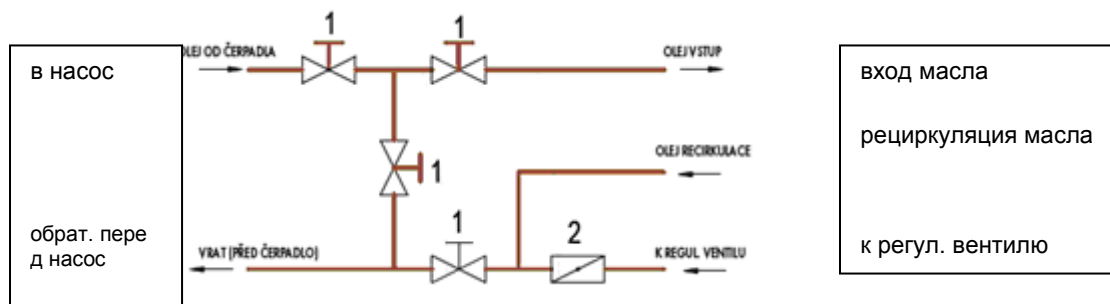 1
1
в насос
OLEJ OD ČERPADLA
OLEJ VSTUP
вход масла
рециркуляция масла
OLEJ RECIRKULACE
1
обрат. пере
д насос
VRAT (PŘED ČERPADLO)
1
2
K REGUL VENTILU
к регул. вентилю